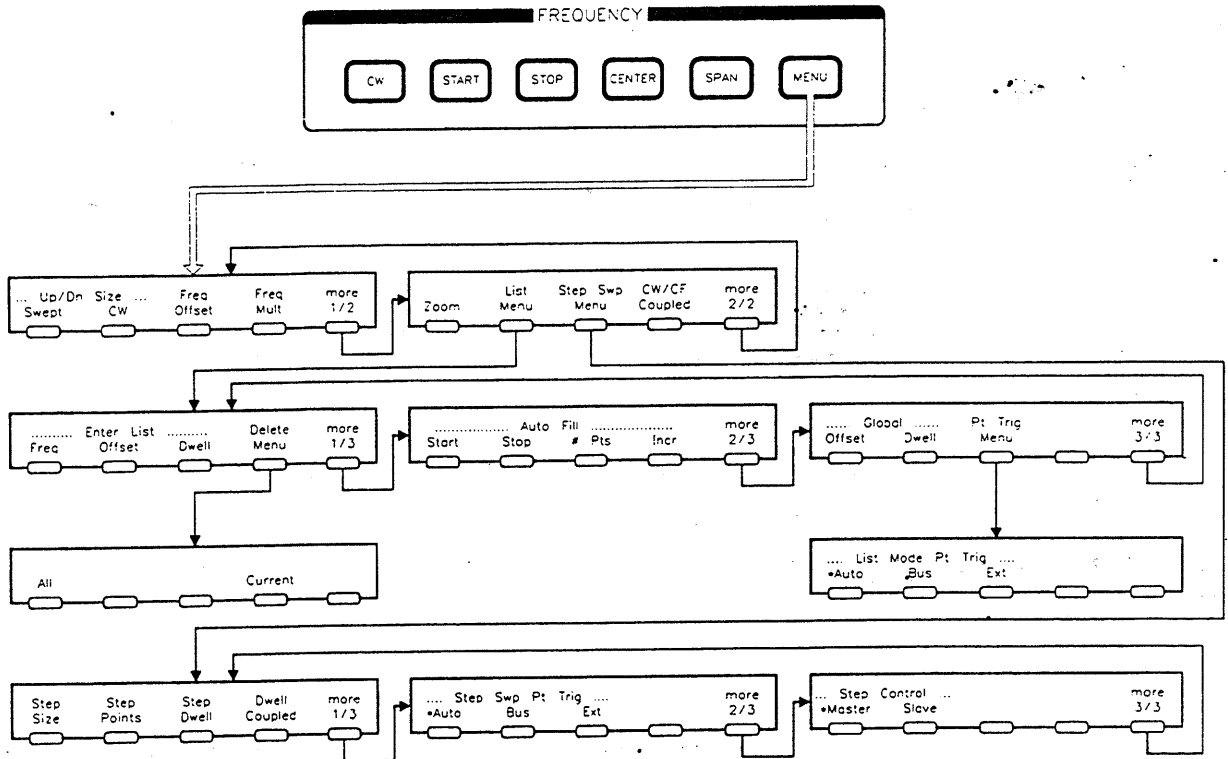 FREQUENCY
CW START STOP CENTER SPAN MENU
... Up/Dn Size ... Freq Freq more
Swept CW Offset Mult 1/2
List Step Swp CW/CF more
Zoom Menu Menu Coupled 2/2
......... Enter List ......... Delete more
Freq Offset Dwell Menu 1/3
.................... Auto Fill .................... more
Start Stop # Pts Incr 2/3
..... Global ..... Pt Trig more
Offset Dwell Menu 3/3
All Current
.... List Mode Pt Trig ....
*Auto Bus Ext
Step Step Step Dwell more
Size Points Dwell Coupled 1/3
.... Step Swp Pt Trig .... more
*Auto Bus Ext 2/3
... Step Control .. more
*Master Slave 3/3